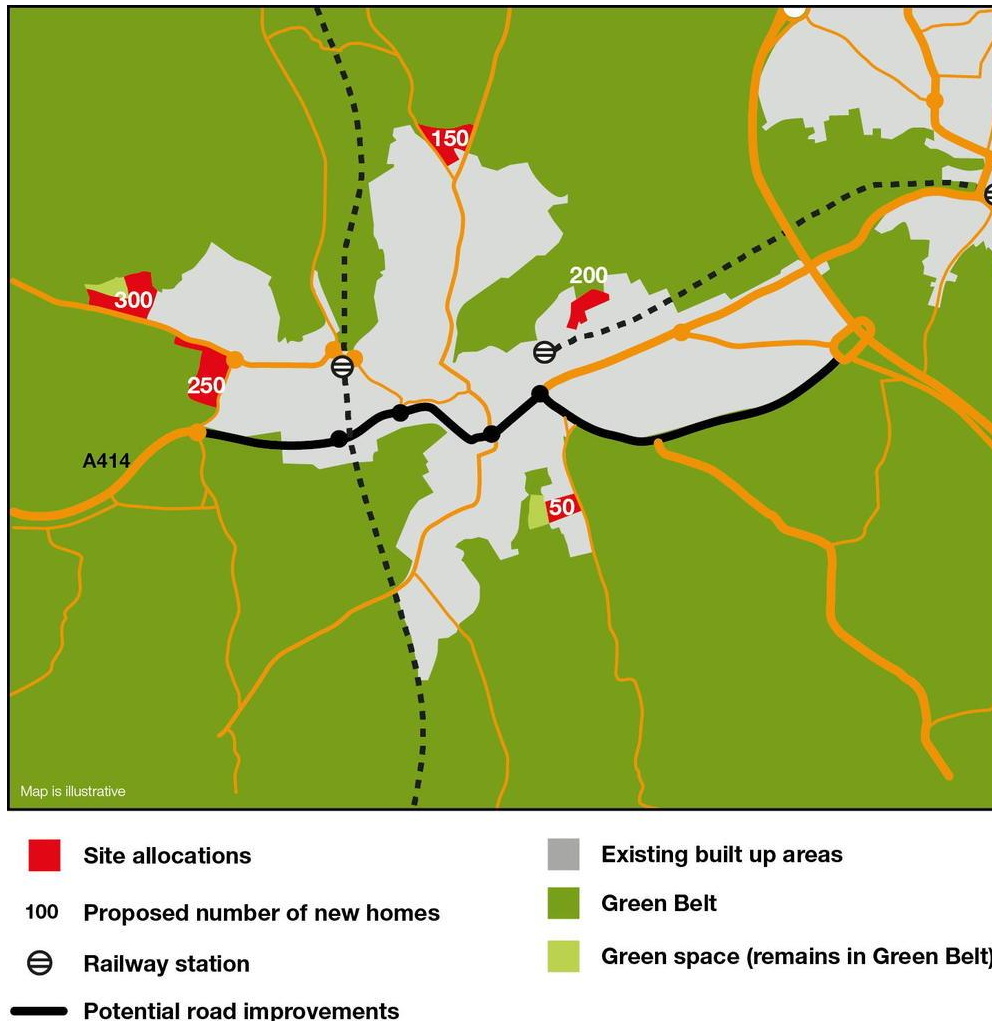 150
200
300
250
A414
50
Map is illustrative
Site allocations
100 Proposed number of new homes
Railway station
Potential road improvements
Existing built up areas
Green Belt
Green space (remains in Green Belt)